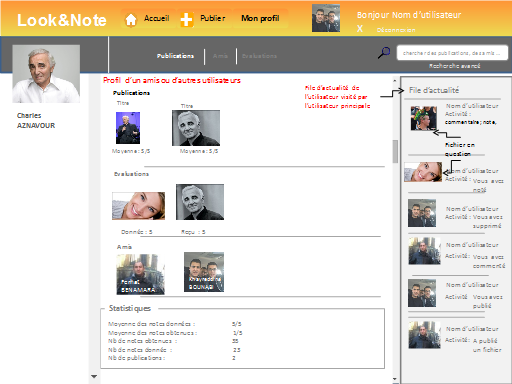 Look&Note
Accueil
Publier
Mon profil
Bonjour Nom d'utilisateur
X Déconnexion
Publications
Amis
Evaluations
chercher des publications, des amis ...
Recherche avancé
Charles
AZNAVOUR
Profil d'un amis ou d'autres utilisateurs
Publications
Titre
Titre
Moyenne : 5/5
Moyenne : 5/5
File d'actualité de
l'utilisateur visité par
l'utilisateur principale
Evaluations
Donnée : 5
Reçu : 5
Amis
Ferhat
BENAMARA
Khayreddine
BOUNABI
Statistiques
Moyenne des notes données : 5/5
Moyenne des notes obtenues : 1/5
Nb de notes obtenues : 35
Nb de notes donnée : 25
Nb de publications : 2
File d'actualité
Nom d'utilisateur
Activité :
commentaire, note,
Fichier en
question
Nom d'utilisateur
Activité : Vous avez
noté
Nom d'utilisateur
Activité : Vous avez
supprimé
Nom d'utilisateur
Activité : Vous avez
commenté
Nom d'utilisateur
Activité : Vous avez
publié
Nom d'utilisateur
Activité : A publié
un fichier